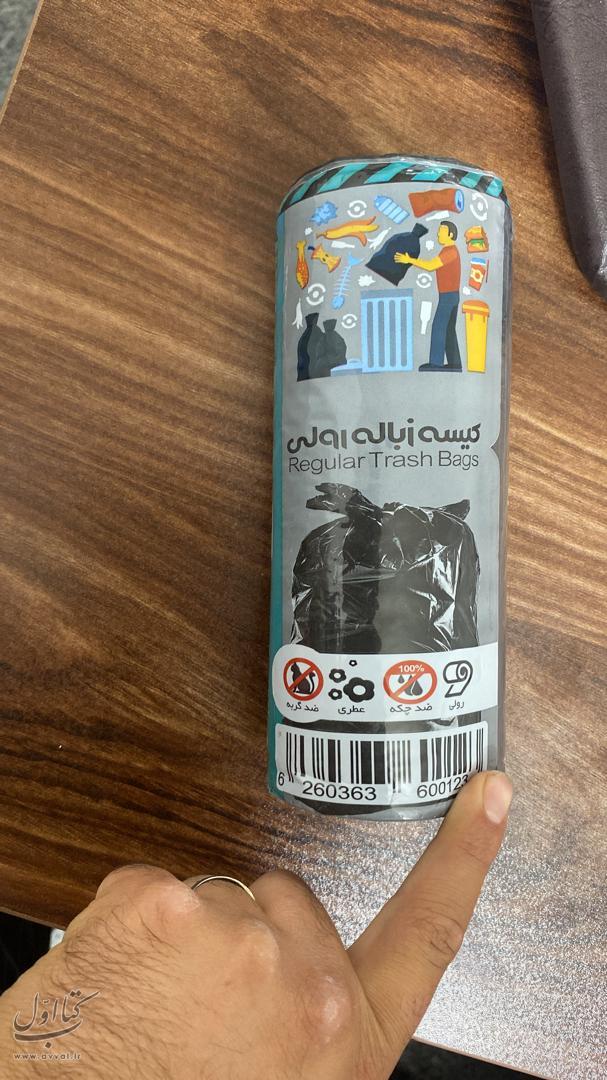 کیسه زباله رولی
Regular Trash Bags
100%
رولی
ضد چکه
عطری
ضد گربه
6 260363 600123
کتاب اول
www.avval.ir